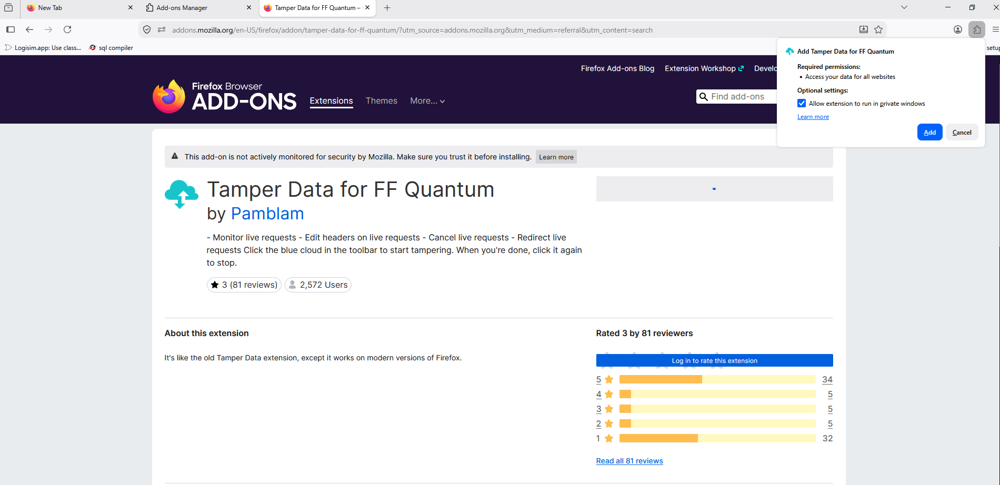 New Tab
Add-ons Manager
Tamper Data for FF Quantum –
addons.mozilla.org/en-US/firefox/addon/tamper-data-for-ff-quantum/?utm_source=addons.mozilla.org&utm_medium=referral&utm_content=search
Logisim.app: Use class...
sql compiler
setup
Add Tamper Data for FF Quantum
Required permissions:
• Access your data for all websites
Optional settings:
Allow extension to run in private windows
Learn more
Add
Cancel
Firefox Add-ons Blog
Extension Workshop
Develo
Firefox Browser
ADD-ONS
Extensions
Themes
More...
Find add-ons
This add-on is not actively monitored for security by Mozilla. Make sure you trust it before installing.
Learn more
Tamper Data for FF Quantum
by Pamblam
- Monitor live requests - Edit headers on live requests - Cancel live requests - Redirect live
requests Click the blue cloud in the toolbar to start tampering. When you're done, click it again
to stop.
3 (81 reviews)
2,572 Users
About this extension
It's like the old Tamper Data extension, except it works on modern versions of Firefox.
Rated 3 by 81 reviewers
Log in to rate this extension
5 34
4 5
3 5
2 5
1 32
Read all 81 reviews